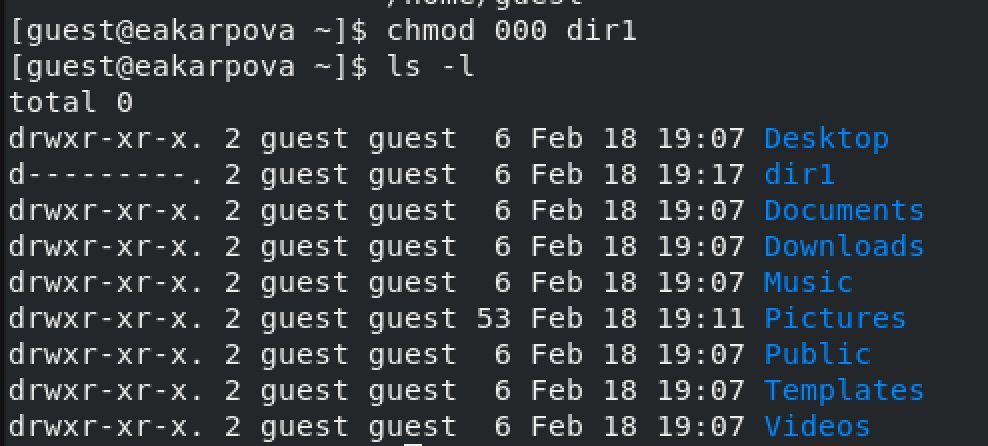 /home/guest
[guest@eakarpova ~]$ chmod 000 dir1
[guest@eakarpova ~]$ ls -l
total 0
drwxr-xr-x. 2 guest guest  6 Feb 18 19:07 Desktop
d---------. 2 guest guest  6 Feb 18 19:17 dir1
drwxr-xr-x. 2 guest guest  6 Feb 18 19:07 Documents
drwxr-xr-x. 2 guest guest  6 Feb 18 19:07 Downloads
drwxr-xr-x. 2 guest guest  6 Feb 18 19:07 Music
drwxr-xr-x. 2 guest guest 53 Feb 18 19:11 Pictures
drwxr-xr-x. 2 guest guest  6 Feb 18 19:07 Public
drwxr-xr-x. 2 guest guest  6 Feb 18 19:07 Templates
drwxr-xr-x. 2 guest guest  6 Feb 18 19:07 Videos